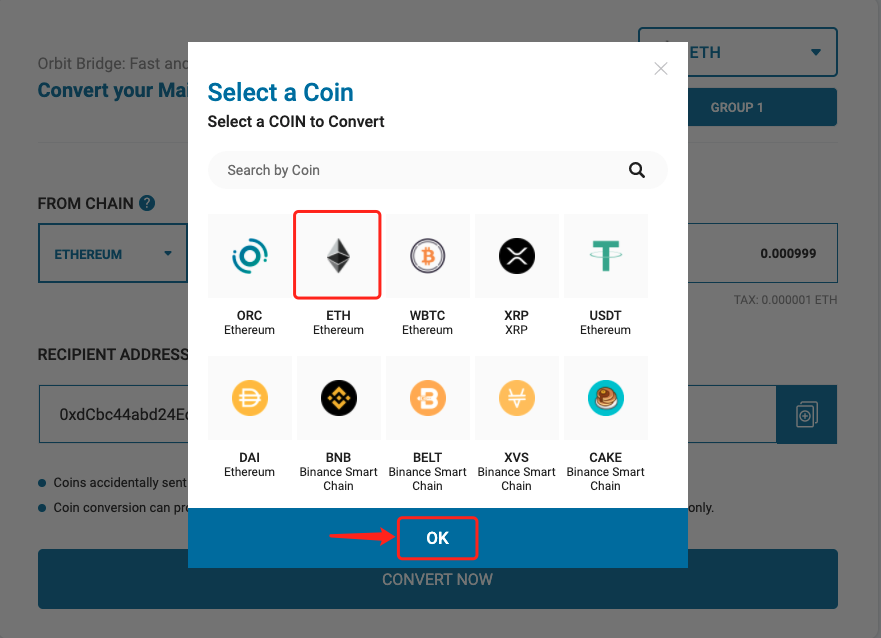 Orbit Bridge: Fast and
Convert your Mai
ETH
GROUP 1
Select a Coin
Select a COIN to Convert
Search by Coin
FROM CHAIN ?
ETHEREUM
0.000999
TAX: 0.000001 ETH
ORC
Ethereum
ETH
Ethereum
WBTC
Ethereum
XRP
XRP
USDT
Ethereum
RECIPIENT ADDRESS
0xdCbc44abd24Ec
DAI
Ethereum
BNB
Binance Smart
Chain
BELT
Binance Smart
Chain
XVS
Binance Smart
Chain
CAKE
Binance Smart
Chain
Coins accidentally sent
Coin conversion can pro
only.
OK
CONVERT NOW